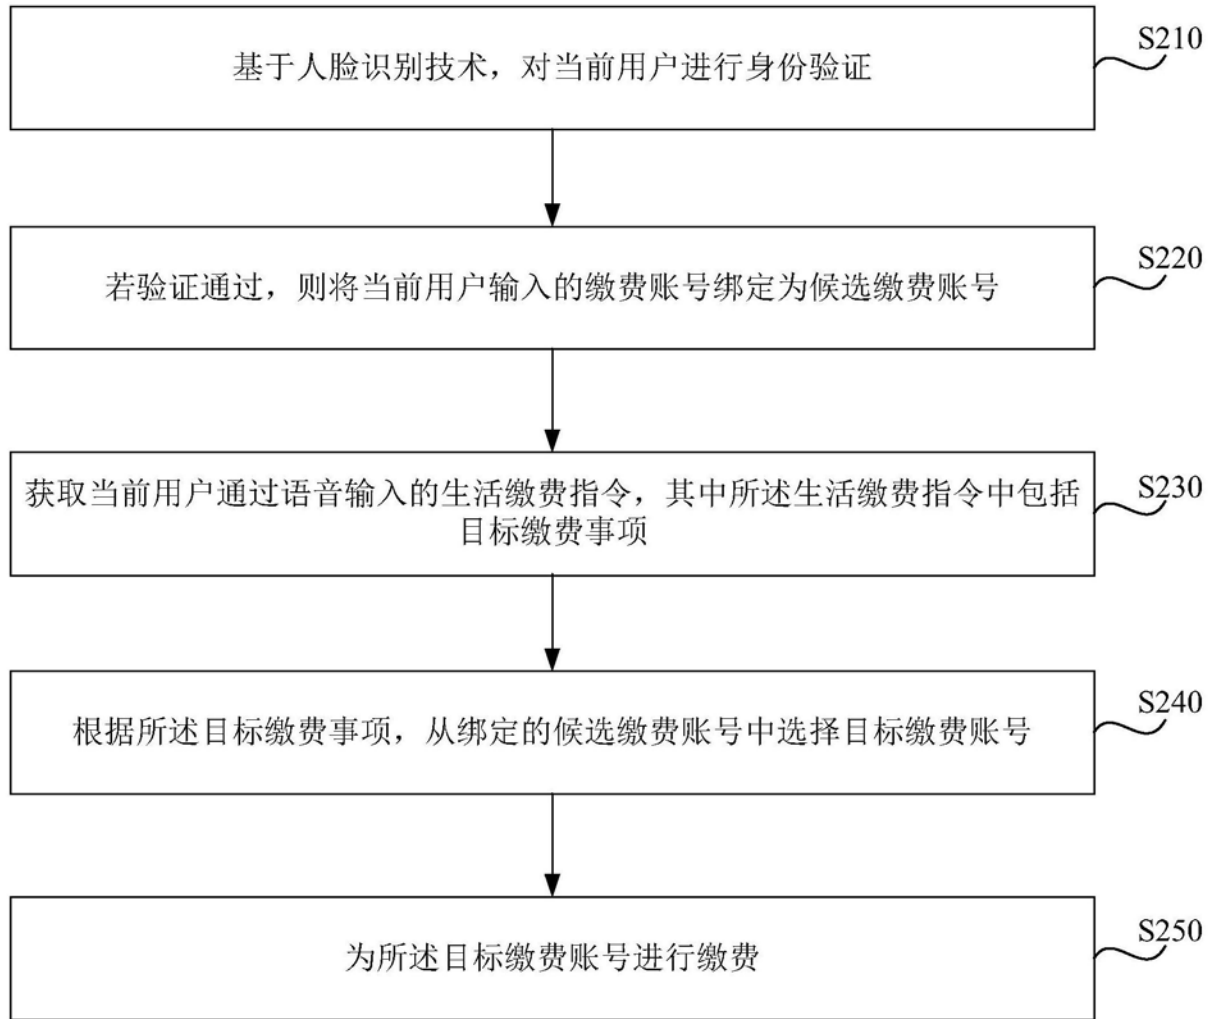 基于人脸识别技术，对当前用户进行身份验证
S210
若验证通过，则将当前用户输入的缴费账号绑定为候选缴费账号
S220
获取当前用户通过语音输入的生活缴费指令，其中所述生活缴费指令中包括
目标缴费事项
S230
根据所述目标缴费事项，从绑定的候选缴费账号中选择目标缴费账号
S240
为所述目标缴费账号进行缴费
S250